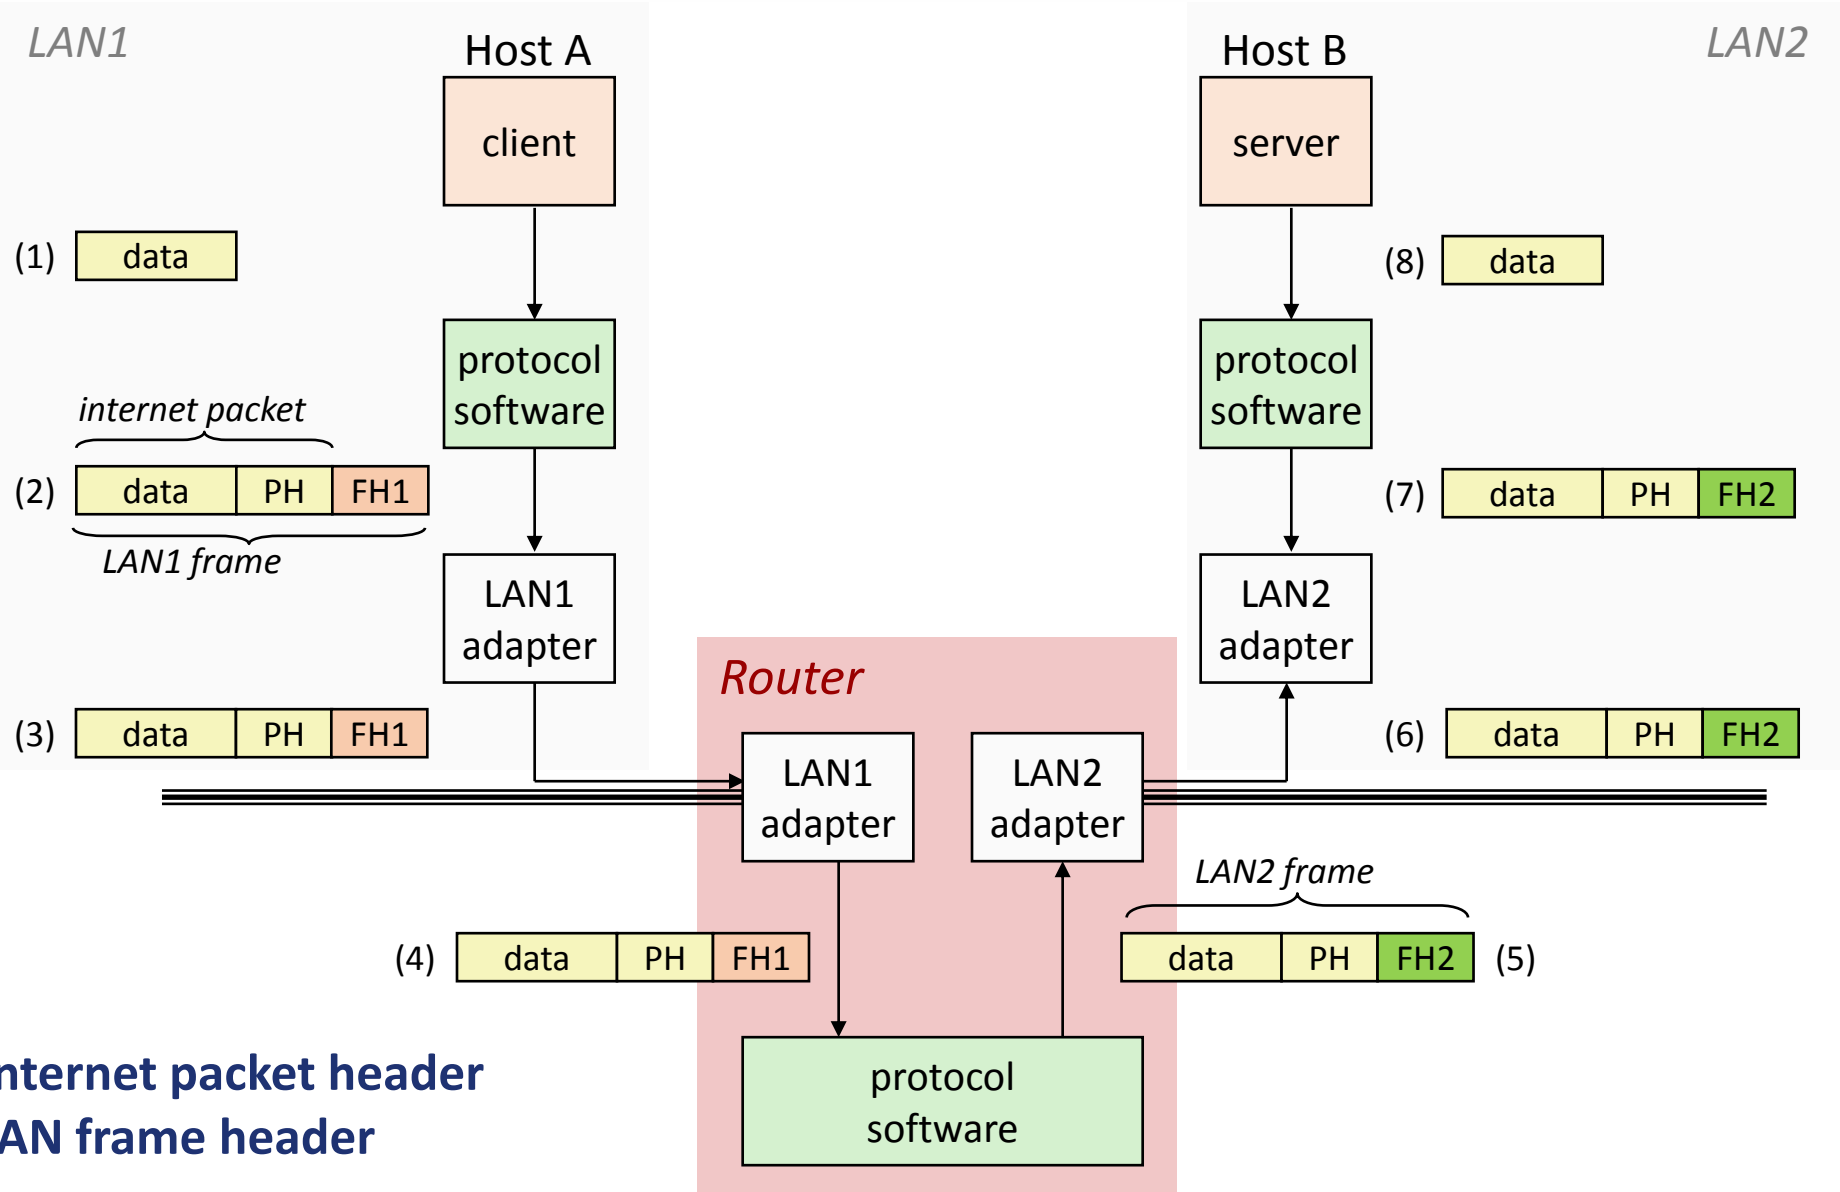 LAN1
Host A
Host B
LAN2
client
server
(1) data
(8) data
protocol
software
protocol
software
internet packet
(2) data PH FH1
(7) data PH FH2
LAN1 frame
LAN1
adapter
LAN2
adapter
Router
(3) data PH FH1
(6) data PH FH2
LAN1
adapter
LAN2
adapter
LAN2 frame
(4) data PH FH1
data PH FH2 (5)
protocol
software
nternet packet header
AN frame header